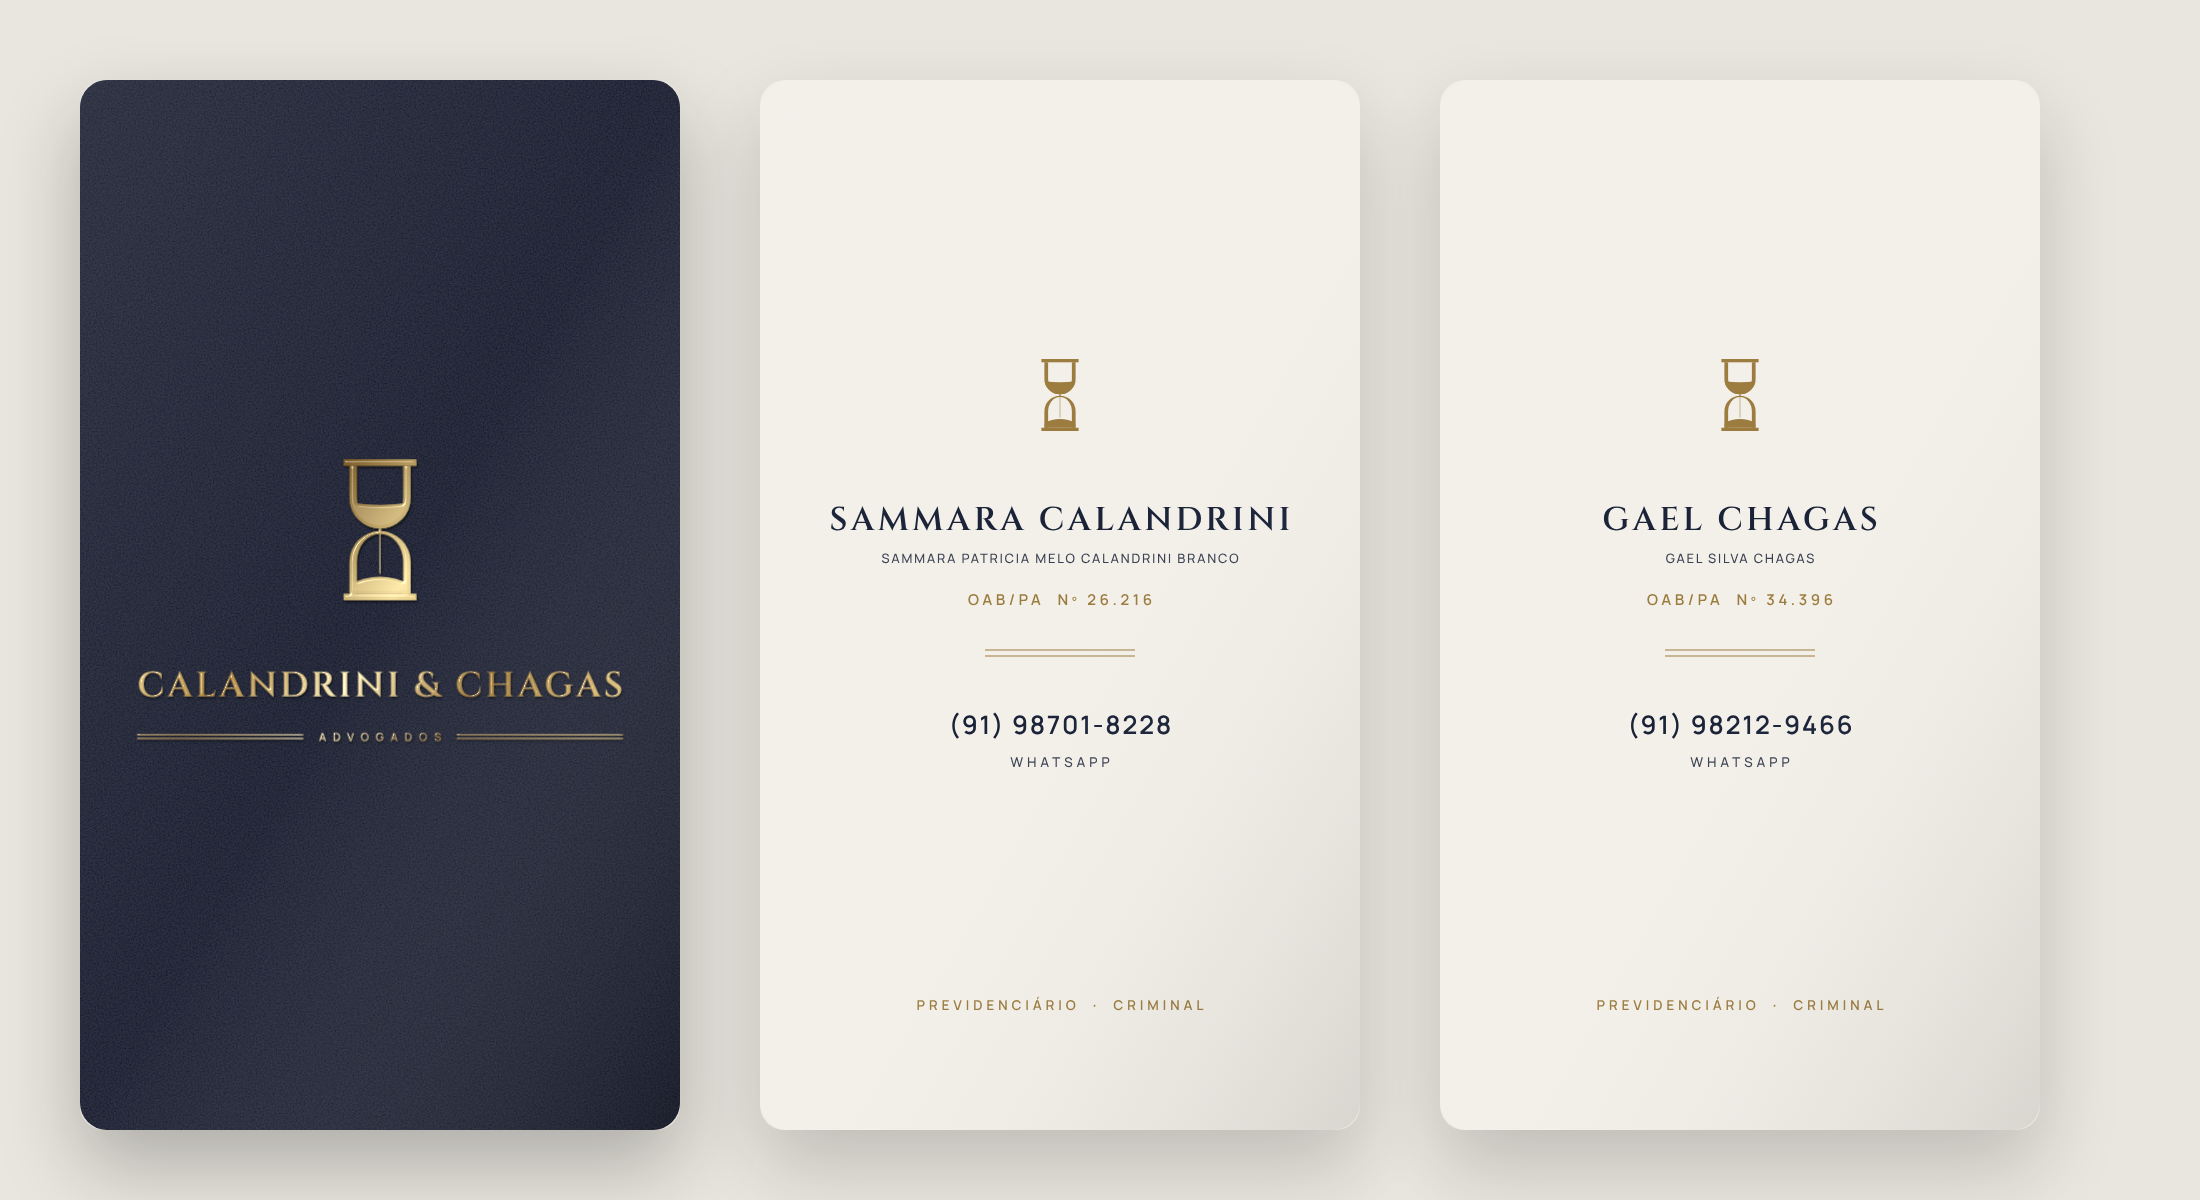 CALANDRINI & CHAGAS
ADVOGADOS
SAMMARA CALANDRINI
SAMMARA PATRICIA MELO CALANDRINI BRANCO
OAB/PA Nº 26.216
(91) 98701-8228
WHATSAPP
PREVIDENCIÁRIO · CRIMINAL
GAEL CHAGAS
GAEL SILVA CHAGAS
OAB/PA Nº 34.396
(91) 98212-9466
WHATSAPP
PREVIDENCIÁRIO · CRIMINAL